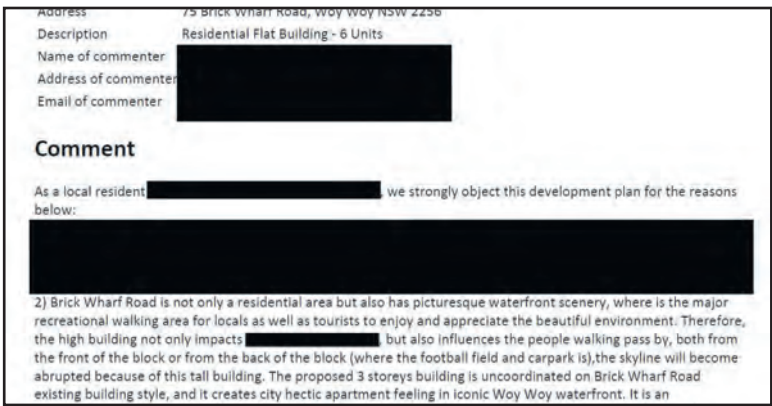 Address 75 Brick Wharf Road, Woy Woy NSW 2256
Description Residential Flat Building - 6 Units
Name of commenter
Address of commenter
Email of commenter
Comment
As a local resident , we strongly object this development plan for the reasons
below:
2) Brick Wharf Road is not only a residential area but also has picturesque waterfront scenery, where is the major
recreational walking area for locals as well as tourists to enjoy and appreciate the beautiful environment. Therefore,
the high building not only impacts , but also influences the people walking pass by, both from
the front of the block or from the back of the block (where the football field and carpark is),the skyline will become
abrupted because of this tall building. The proposed 3 storeys building is uncoordinated on Brick Wharf Road
existing building style, and it creates city hectic apartment feeling in iconic Woy Woy waterfront. It is an